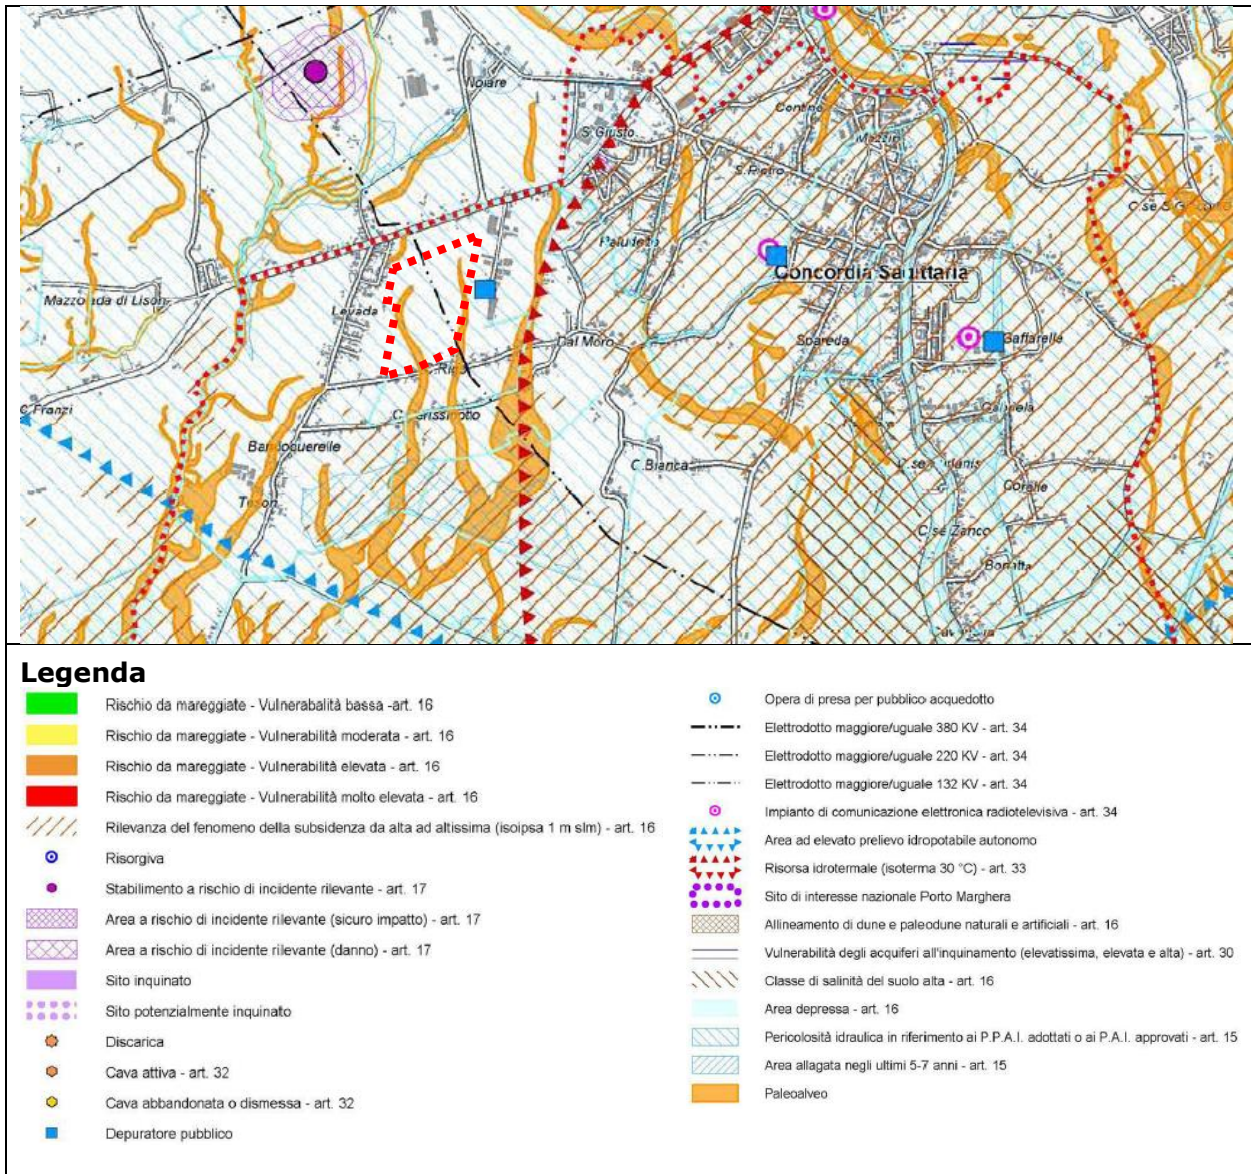 Noiare
S.Giusto
Mazzolada di Lison
Levada
Paludetto
S.Pietro
Concordia Sagittaria
Cal Moro
Spareda
Gaffarelle
C.Franzi
Bandoquerelle
Teson
C.Bianca
Gabriela
Coralle
C.se Zanco
Legenda
Rischio da mareggiate - Vulnerabalità bassa -art. 16
Rischio da mareggiate - Vulnerabilità moderata - art. 16
Rischio da mareggiate - Vulnerabilità elevata - art. 16
Rischio da mareggiate - Vulnerabilità molto elevata - art. 16
Rilevanza del fenomeno della subsidenza da alta ad altissima (isoipsa 1 m slm) - art. 16
Risorgiva
Stabilimento a rischio di incidente rilevante - art. 17
Area a rischio di incidente rilevante (sicuro impatto) - art. 17
Area a rischio di incidente rilevante (danno) - art. 17
Sito inquinato
Sito potenzialmente inquinato
Discarica
Cava attiva - art. 32
Cava abbandonata o dismessa - art. 32
Depuratore pubblico
Opera di presa per pubblico acquedotto
Elettrodotto maggiore/uguale 380 KV - art. 34
Elettrodotto maggiore/uguale 220 KV - art. 34
Elettrodotto maggiore/uguale 132 KV - art. 34
Impianto di comunicazione elettronica radiotelevisiva - art. 34
Area ad elevato prelievo idropotabile autonomo
Risorsa idrotermale (isoterma 30 °C) - art. 33
Sito di interesse nazionale Porto Marghera
Allineamento di dune e paleodune naturali e artificiali - art. 16
Vulnerabilità degli acquiferi all'inquinamento (elevatissima, elevata e alta) - art. 30
Classe di salinità del suolo alta - art. 16
Area depressa - art. 16
Pericolosità idraulica in riferimento ai P.P.A.I. adottati o ai P.A.I. approvati - art. 15
Area allagata negli ultimi 5-7 anni - art. 15
Paleoalveo